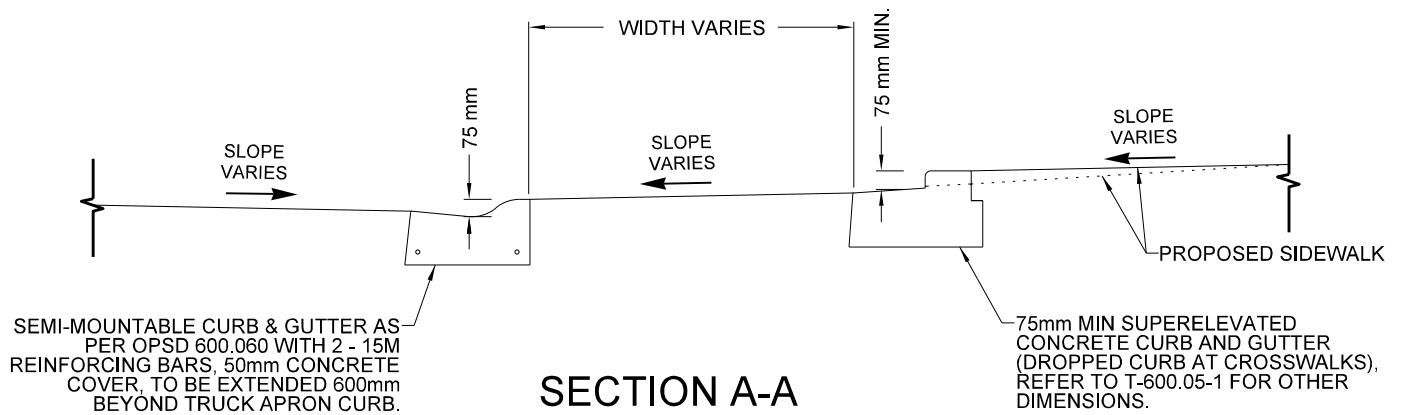 WIDTH VARIES
75 mm MIN.
75 mm
SLOPE
VARIES
SLOPE
VARIES
SLOPE
VARIES
PROPOSED SIDEWALK
SEMI-MOUNTABLE CURB & GUTTER AS
PER OPSD 600.060 WITH 2 - 15M
REINFORCING BARS, 50mm CONCRETE
COVER, TO BE EXTENDED 600mm
BEYOND TRUCK APRON CURB.
SECTION A-A
75mm MIN SUPERELEVATED
CONCRETE CURB AND GUTTER
(DROPPED CURB AT CROSSWALKS),
REFER TO T-600.05-1 FOR OTHER
DIMENSIONS.